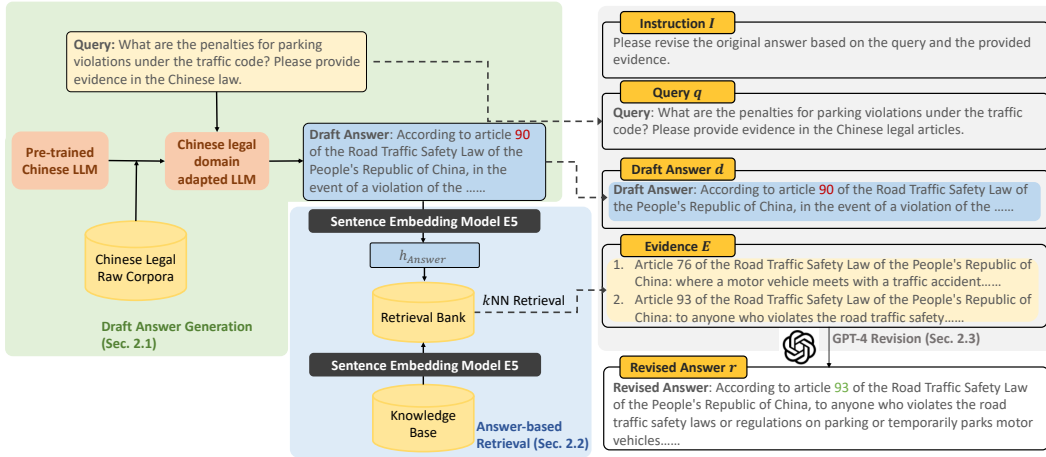 Query: What are the penalties for parking
violations under the traffic code? Please provide
evidence in the Chinese law.
Pre-trained
Chinese LLM
Chinese legal
domain
adapted LLM
Draft Answer: According to article 90
of the Road Traffic Safety Law of the
People's Republic of China, in the
event of a violation of the ......
Chinese Legal
Raw Corpora
Draft Answer Generation
(Sec. 2.1)
Sentence Embedding Model E5
h_Answer
Retrieval Bank
kNN Retrieval
Sentence Embedding Model E5
Knowledge
Base
Answer-based
Retrieval (Sec. 2.2)
Instruction I
Please revise the original answer based on the query and the provided
evidence.
Query q
Query: What are the penalties for parking violations under the traffic
code? Please provide evidence in the Chinese legal articles.
Draft Answer d
Draft Answer: According to article 90 of the Road Traffic Safety Law of
the People's Republic of China, in the event of a violation of the ......
Evidence E
1. Article 76 of the Road Traffic Safety Law of the People's Republic of
China: where a motor vehicle meets with a traffic accident......
2. Article 93 of the Road Traffic Safety Law of the People's Republic of
China: to anyone who violates the road traffic safety......
GPT-4 Revision (Sec. 2.3)
Revised Answer r
Revised Answer: According to article 93 of the Road Traffic Safety Law
of the People's Republic of China, to anyone who violates the road
traffic safety laws or regulations on parking or temporarily parks motor
vehicles......